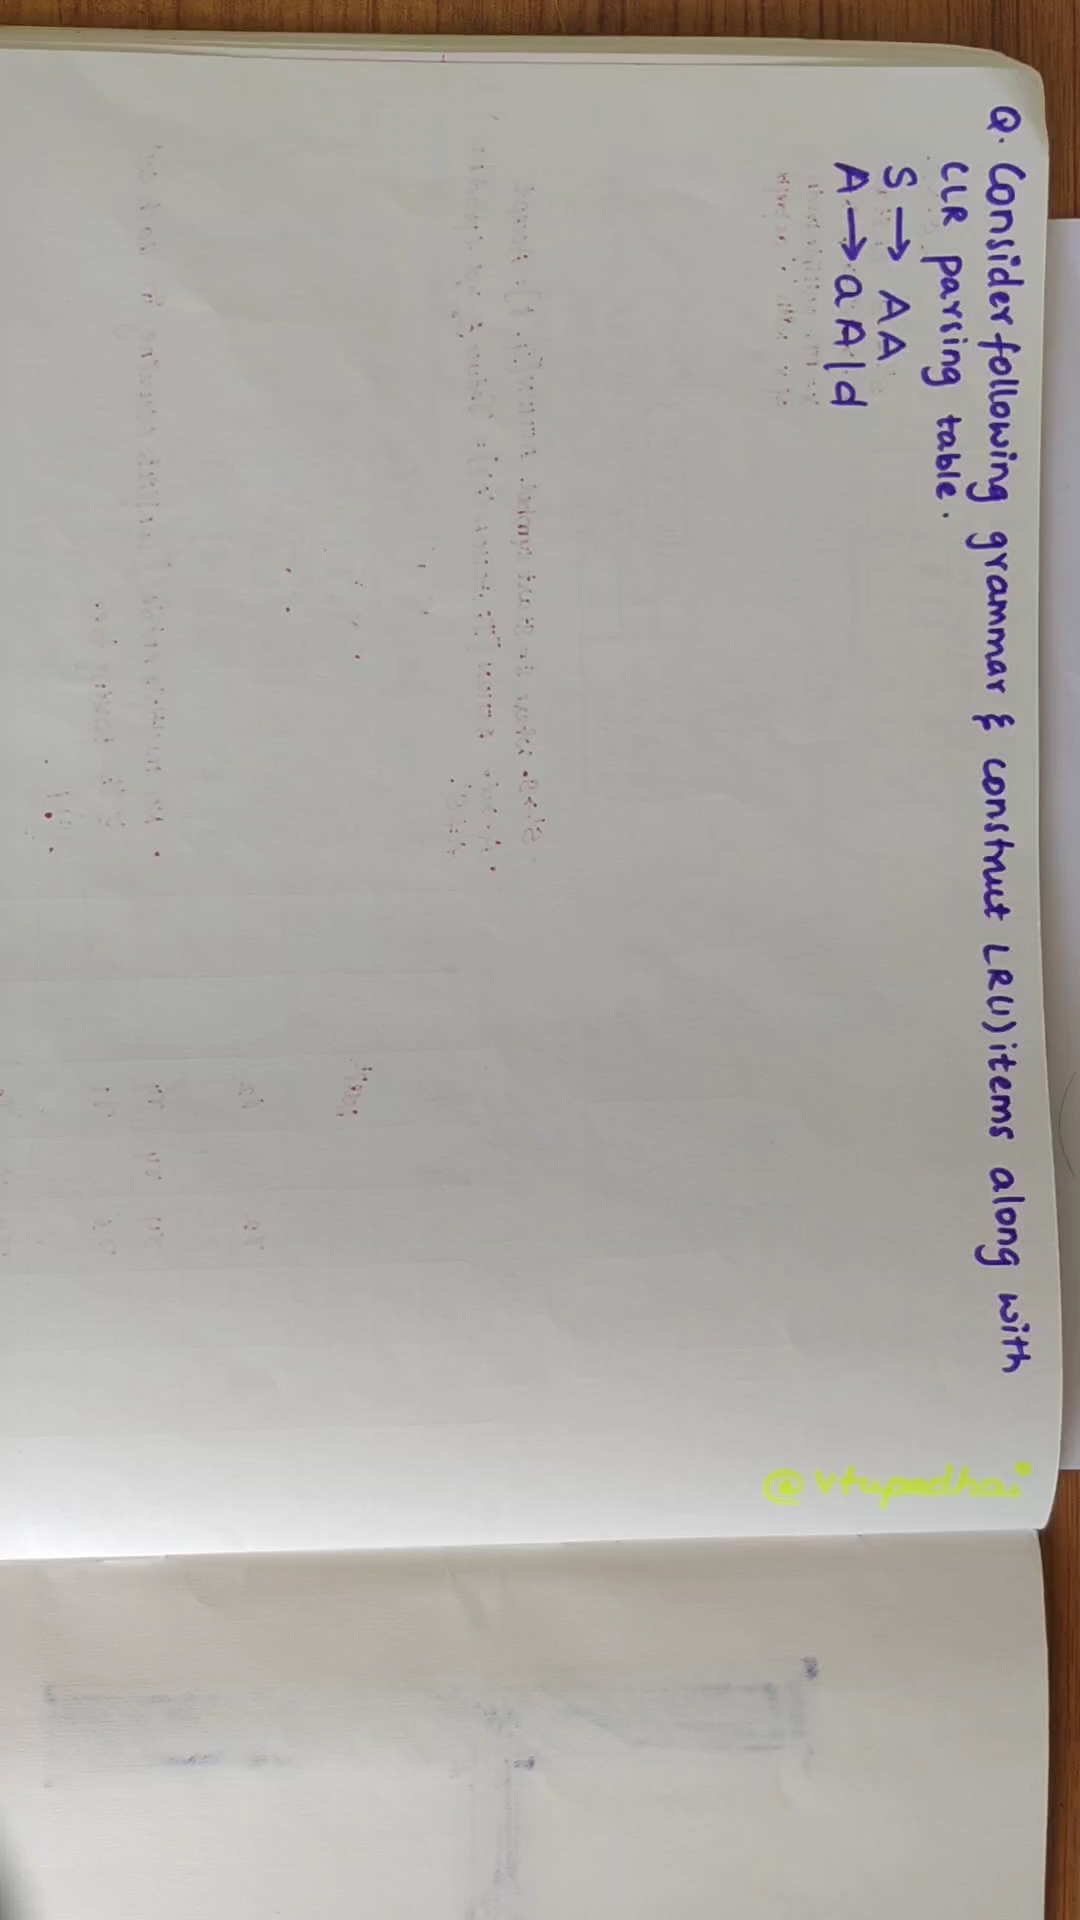 Q. Consider following grammar & construct LR(1) items along with
CLR parsing table.
S → AA
A → aA|d
@vtupadhai